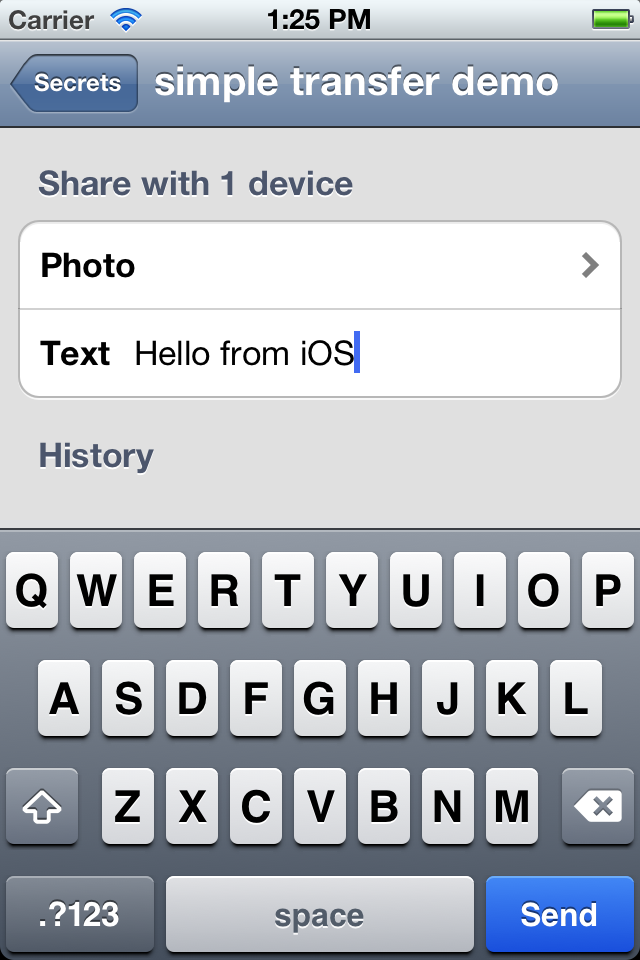 Carrier 1:25 PM
Secrets simple transfer demo
Share with 1 device
Photo
Text Hello from iOS
History
Q W E R T Y U I O P
A S D F G H J K L
Z X C V B N M
.?123 space Send